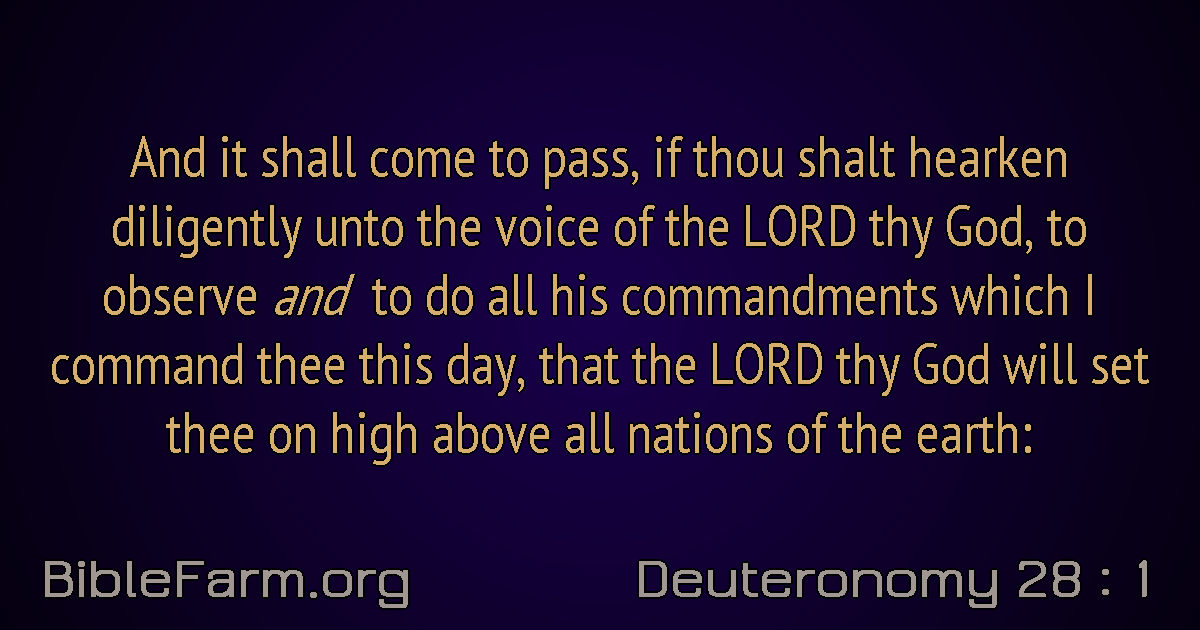 And it shall come to pass, if thou shalt hearken
diligently unto the voice of the LORD thy God, to
observe and to do all his commandments which I
command thee this day, that the LORD thy God will set
thee on high above all nations of the earth:
BibleFarm.org
Deuteronomy 28 : 1